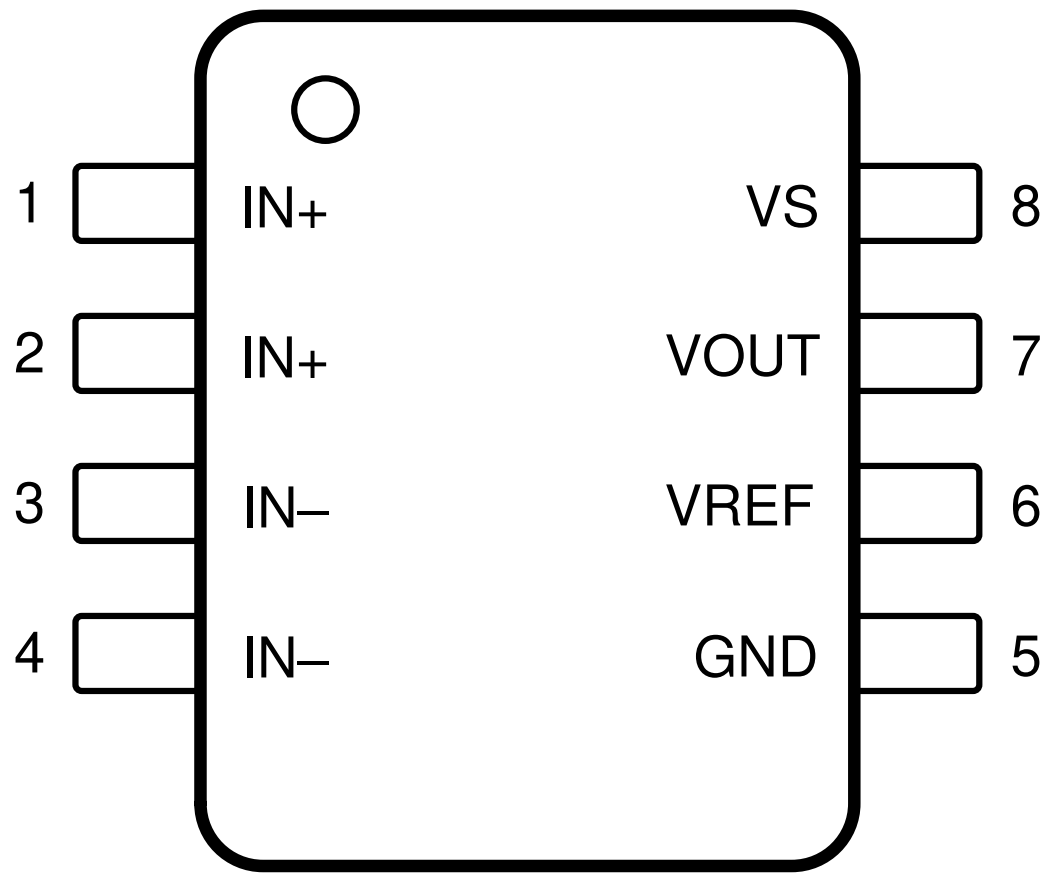 1 IN+ VS 8
2 IN+ VOUT 7
3 IN– VREF 6
4 IN– GND 5